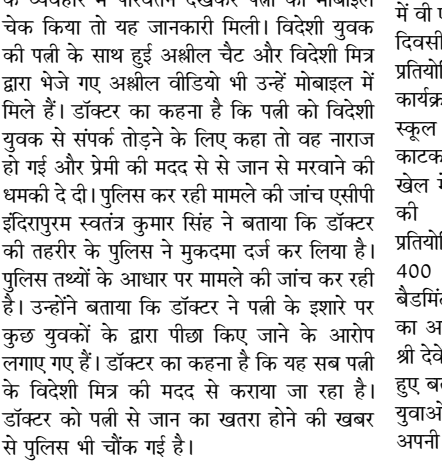 के व्यवहार में परिवर्तन देखकर पत्नी का मोबाइल
चेक किया तो यह जानकारी मिली। विदेशी युवक
की पत्नी के साथ हुई अश्लील चैट और विदेशी मित्र
द्वारा भेजे गए अश्लील वीडियो भी उन्हें मोबाइल में
मिले हैं। डॉक्टर का कहना है कि पत्नी को विदेशी
युवक से संपर्क तोड़ने के लिए कहा तो वह नाराज
हो गई और प्रेमी की मदद से से जान से मरवाने की
धमकी दे दी। पुलिस कर रही मामले की जांच एसीपी
इंदिरापुरम स्वतंत्र कुमार सिंह ने बताया कि डॉक्टर
की तहरीर के पुलिस ने मुकदमा दर्ज कर लिया है।
पुलिस तथ्यों के आधार पर मामले की जांच कर रही
है। उन्होंने बताया कि डॉक्टर ने पत्नी के इशारे पर
कुछ युवकों के द्वारा पीछा किए जाने के आरोप
लगाए गए हैं। डॉक्टर का कहना है कि यह सब पत्नी
के विदेशी मित्र की मदद से कराया जा रहा है।
डॉक्टर को पत्नी से जान का खतरा होने की खबर
से पुलिस भी चौंक गई है।
में वी
दिवसी
प्रतियो
कार्यक्र
स्कूल
काटक
खेल
की
प्रतियो
400
बैडमिं
का अ
श्री देवे
हुए ब
युवाओं
अपनी